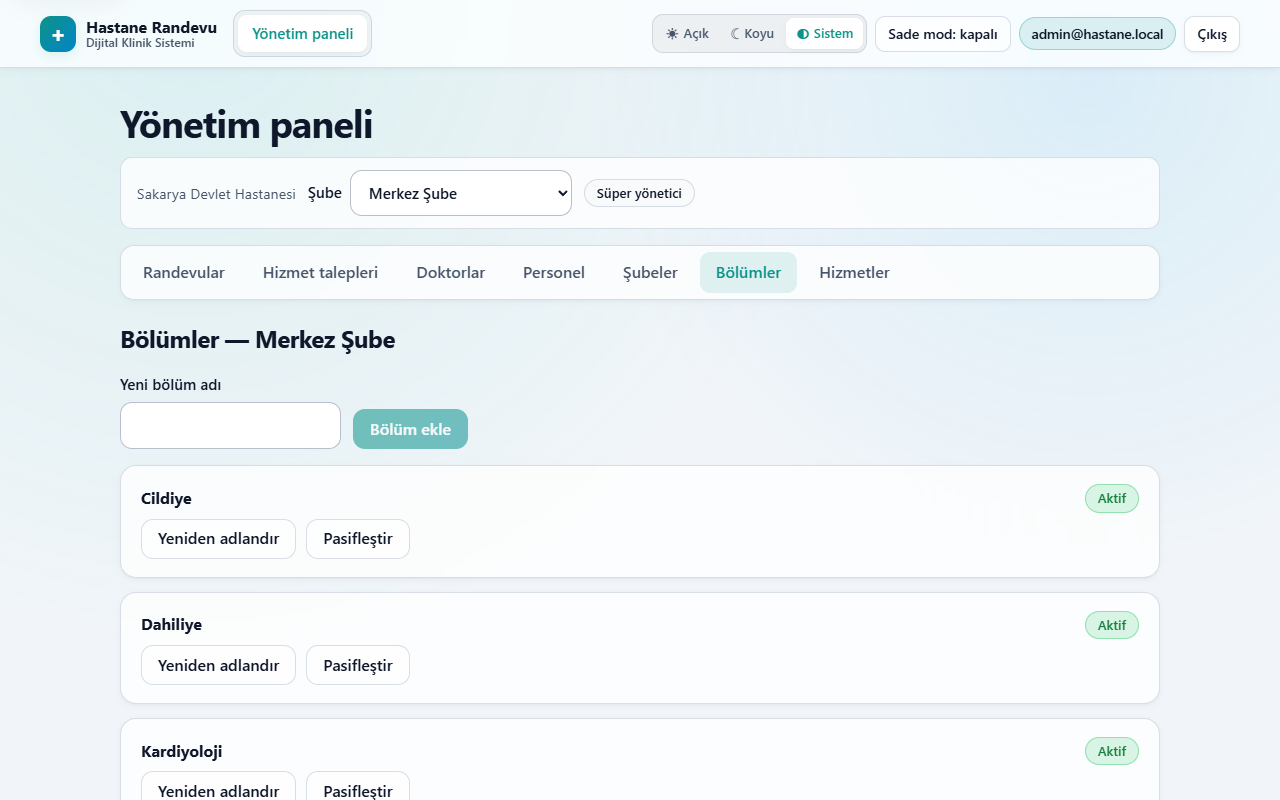 Hastane Randevu
Dijital Klinik Sistemi
Yönetim paneli
Açık
Koyu
Sistem
Sade mod: kapalı
admin@hastane.local
Çıkış
Yönetim paneli
Sakarya Devlet Hastanesi Şube Merkez Şube Süper yönetici
Randevular Hizmet talepleri Doktorlar Personel Şubeler Bölümler Hizmetler
Bölümler — Merkez Şube
Yeni bölüm adı
Bölüm ekle
Cildiye Aktif
Yeniden adlandır Pasifleştir
Dahiliye Aktif
Yeniden adlandır Pasifleştir
Kardiyoloji Aktif
Yeniden adlandır Pasifleştir